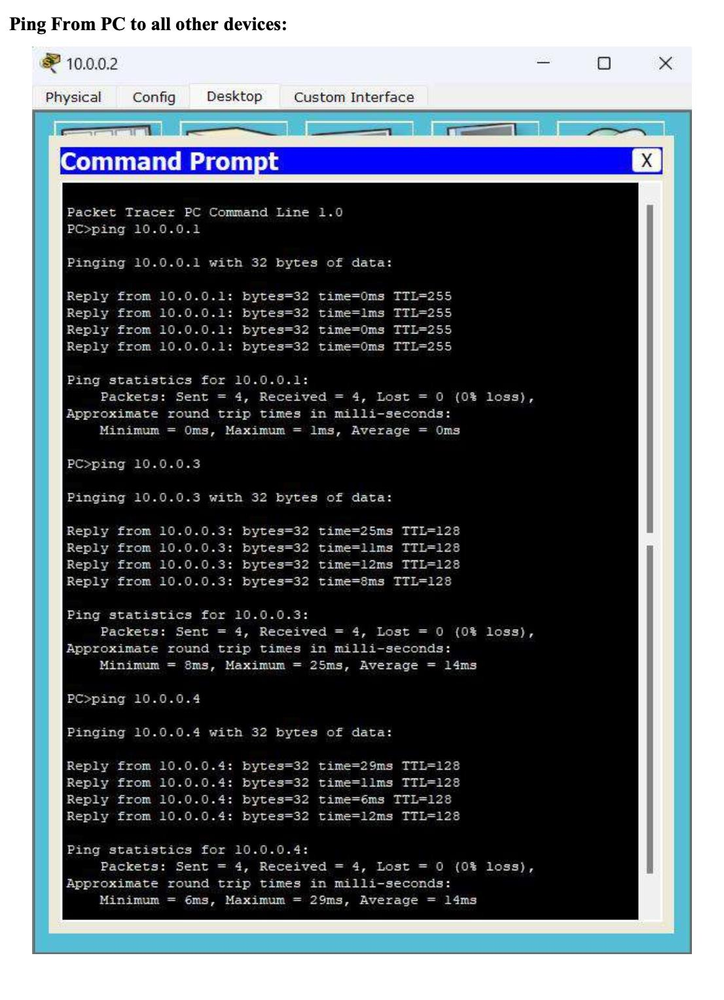 Ping From PC to all other devices:
10.0.0.2
Physical Config Desktop Custom Interface
Command Prompt X
Packet Tracer PC Command Line 1.0
PC>ping 10.0.0.1
Pinging 10.0.0.1 with 32 bytes of data:
Reply from 10.0.0.1: bytes=32 time=0ms TTL=255
Reply from 10.0.0.1: bytes=32 time=1ms TTL=255
Reply from 10.0.0.1: bytes=32 time=0ms TTL=255
Reply from 10.0.0.1: bytes=32 time=0ms TTL=255
Ping statistics for 10.0.0.1:
Packets: Sent = 4, Received = 4, Lost = 0 (0% loss),
Approximate round trip times in milli-seconds:
Minimum = 0ms, Maximum = 1ms, Average = 0ms
PC>ping 10.0.0.3
Pinging 10.0.0.3 with 32 bytes of data:
Reply from 10.0.0.3: bytes=32 time=25ms TTL=128
Reply from 10.0.0.3: bytes=32 time=11ms TTL=128
Reply from 10.0.0.3: bytes=32 time=12ms TTL=128
Reply from 10.0.0.3: bytes=32 time=8ms TTL=128
Ping statistics for 10.0.0.3:
Packets: Sent = 4, Received = 4, Lost = 0 (0% loss),
Approximate round trip times in milli-seconds:
Minimum = 8ms, Maximum = 25ms, Average = 14ms
PC>ping 10.0.0.4
Pinging 10.0.0.4 with 32 bytes of data:
Reply from 10.0.0.4: bytes=32 time=29ms TTL=128
Reply from 10.0.0.4: bytes=32 time=11ms TTL=128
Reply from 10.0.0.4: bytes=32 time=6ms TTL=128
Reply from 10.0.0.4: bytes=32 time=12ms TTL=128
Ping statistics for 10.0.0.4:
Packets: Sent = 4, Received = 4, Lost = 0 (0% loss),
Approximate round trip times in milli-seconds:
Minimum = 6ms, Maximum = 29ms, Average = 14ms